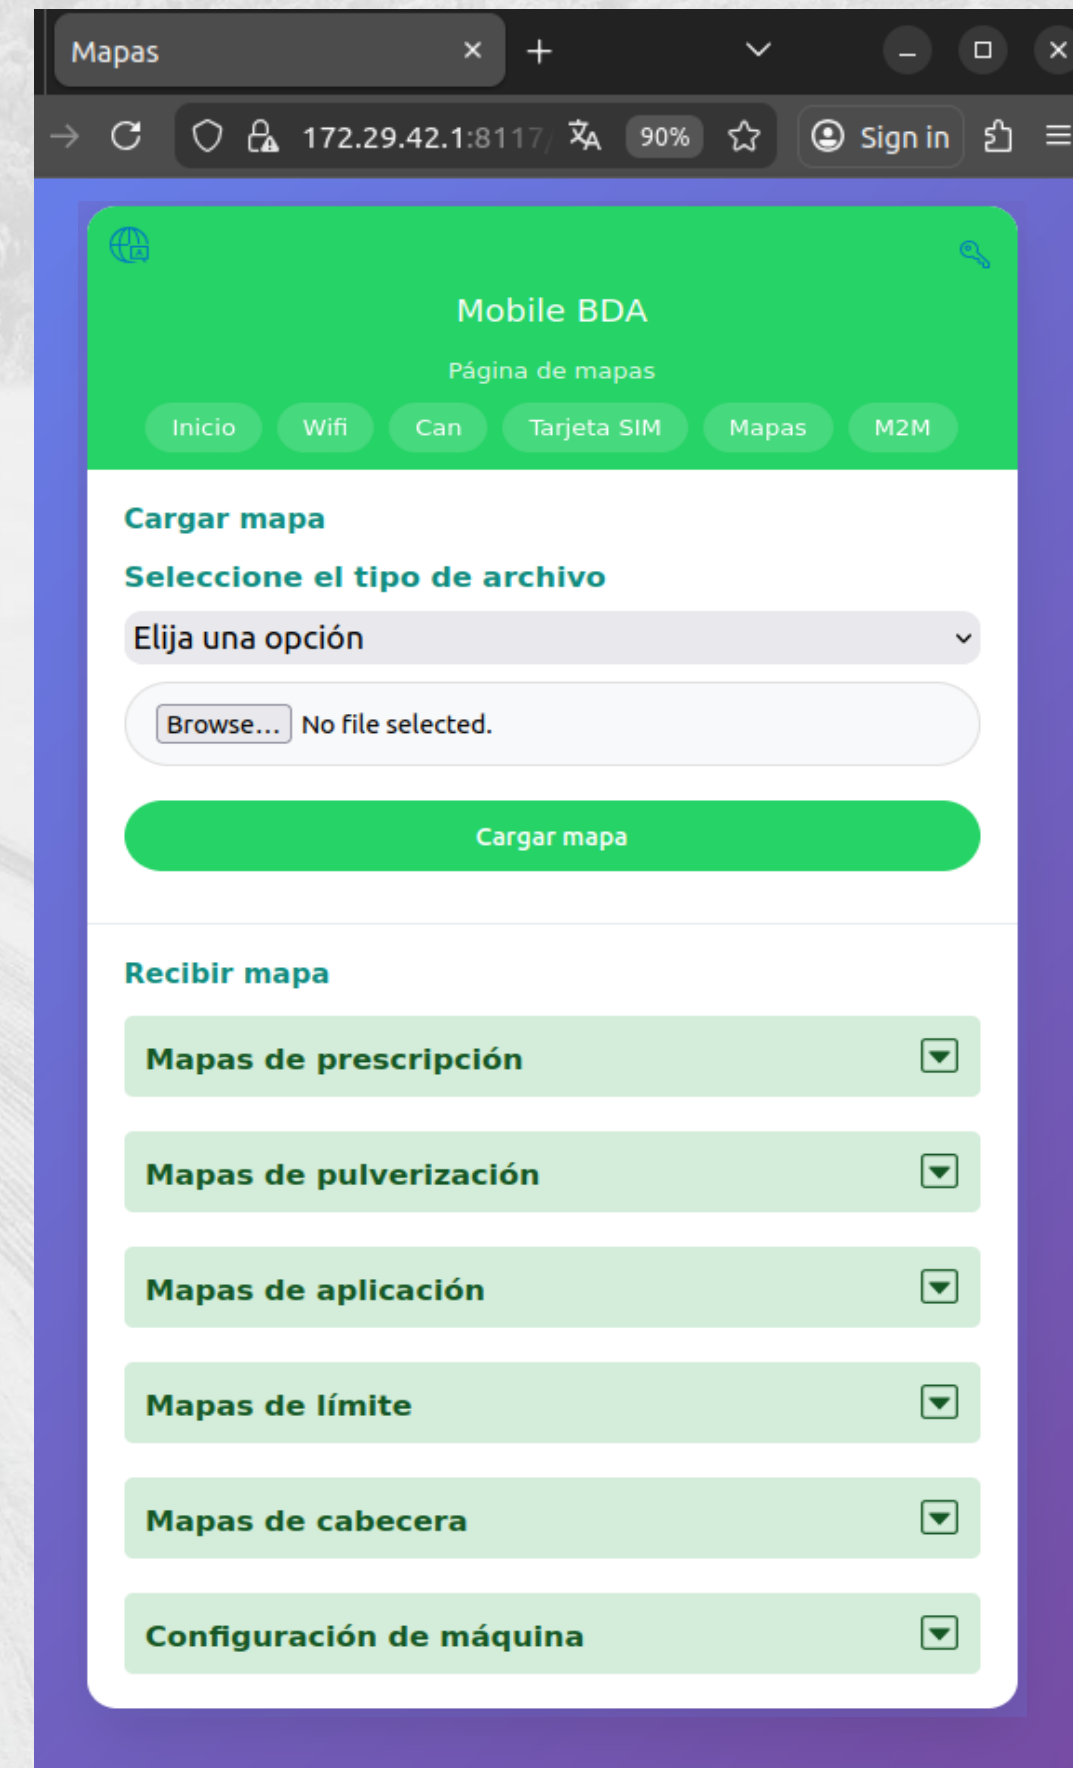 Mapas
172.29.42.1:8117/
90%
Sign in
Mobile BDA
Página de mapas
Inicio Wifi Can Tarjeta SIM Mapas M2M
Cargar mapa
Seleccione el tipo de archivo
Elija una opción
Browse... No file selected.
Cargar mapa
Recibir mapa
Mapas de prescripción
Mapas de pulverización
Mapas de aplicación
Mapas de límite
Mapas de cabecera
Configuración de máquina